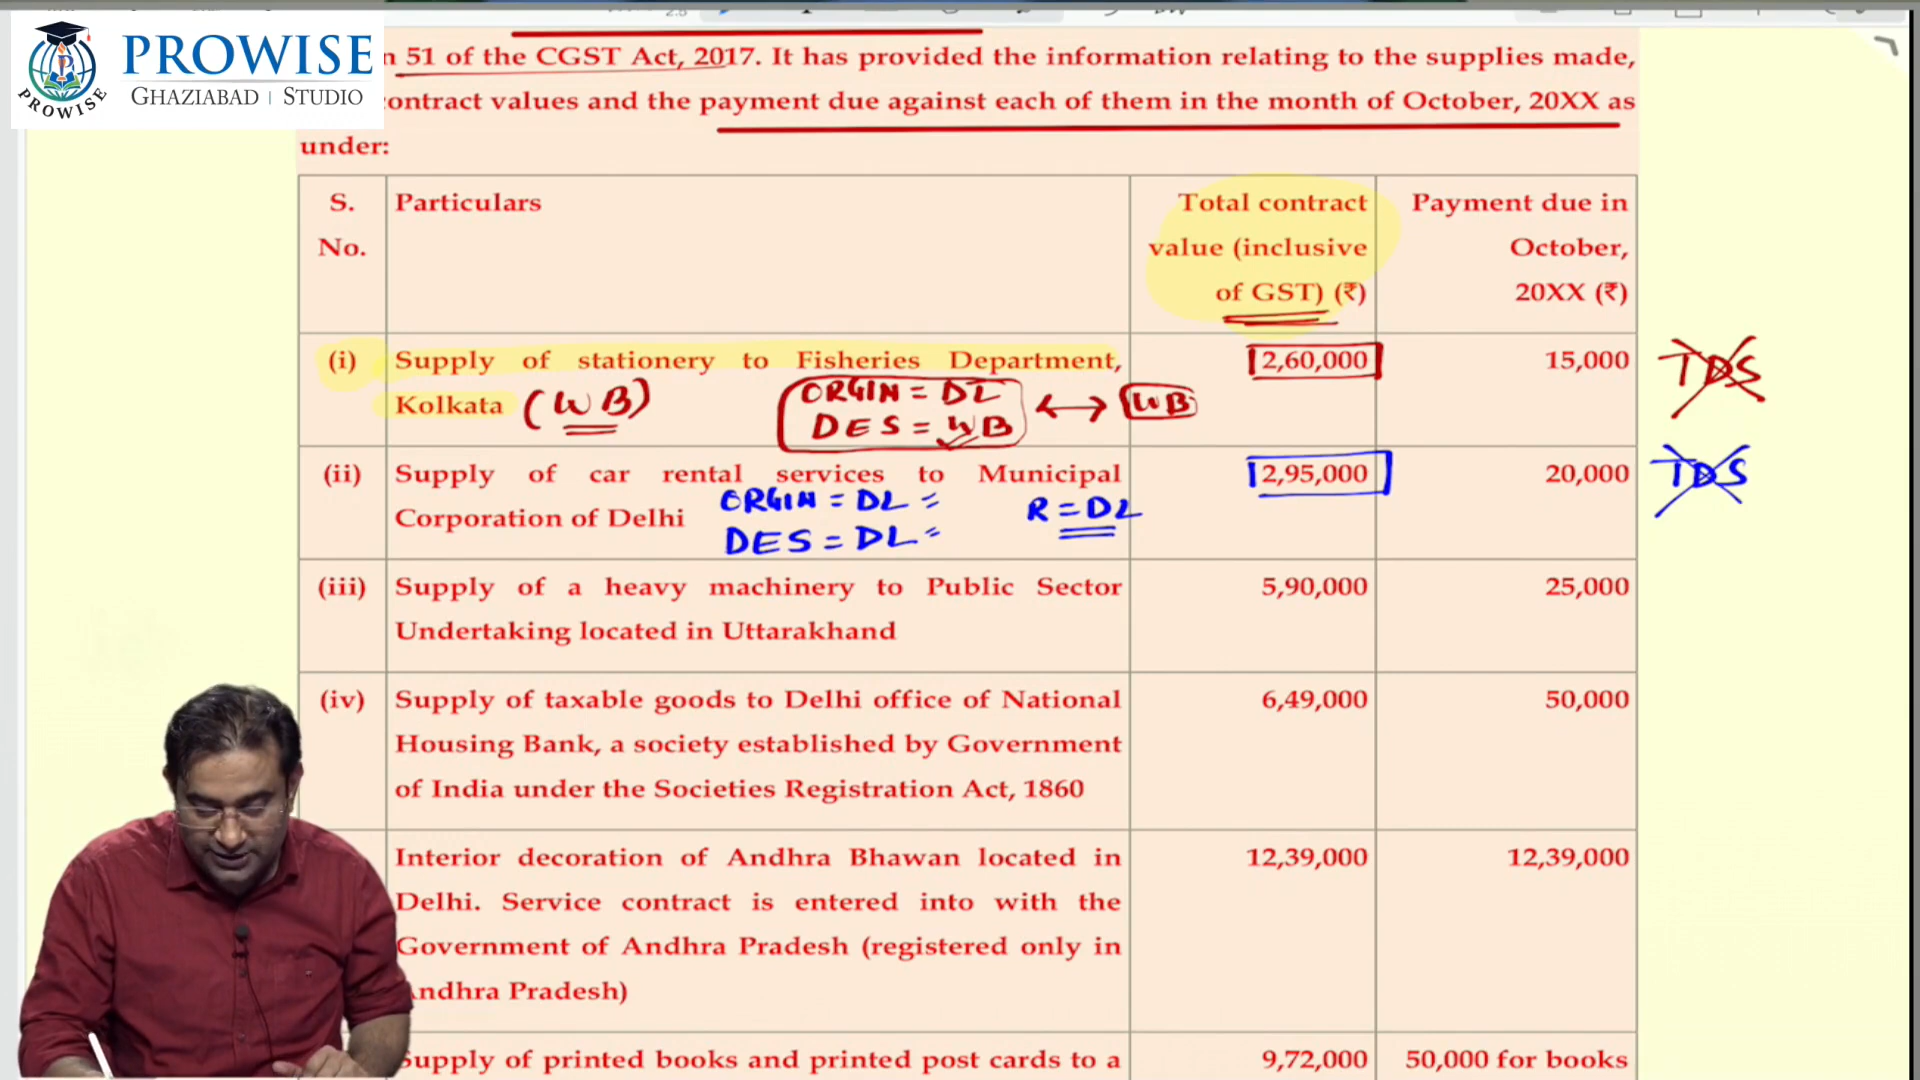 PROWISE
GHAZIABAD | STUDIO
PROWISE
n 51 of the CGST Act, 2017. It has provided the information relating to the supplies made,
ontract values and the payment due against each of them in the month of October, 20XX as
under:
S. No.
Particulars
Total contract value (inclusive of GST) (₹)
Payment due in October, 20XX (₹)
(i) Supply of stationery to Fisheries Department, 2,60,000 15,000 TDS
Kolkata (WB) ORGIN = DL
DES = WB
WB
(ii) Supply of car rental services to Municipal 2,95,000 20,000 TDS
Corporation of Delhi ORGIN = DL = R = DL
DES = DL =
(iii) Supply of a heavy machinery to Public Sector 5,90,000 25,000
Undertaking located in Uttarakhand
(iv) Supply of taxable goods to Delhi office of National 6,49,000 50,000
Housing Bank, a society established by Government
of India under the Societies Registration Act, 1860
Interior decoration of Andhra Bhawan located in 12,39,000 12,39,000
Delhi. Service contract is entered into with the
Government of Andhra Pradesh (registered only in
ndhra Pradesh)
Supply of printed books and printed post cards to a 9,72,000 50,000 for books